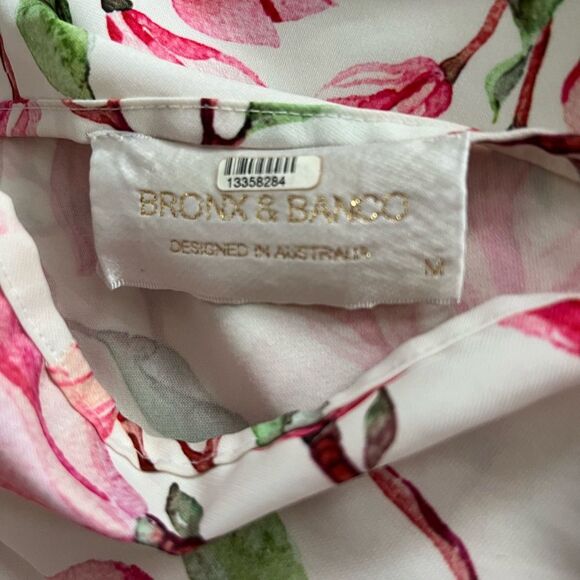 13358284
BRONX & BANCO
DESIGNED IN AUSTRALIA
M